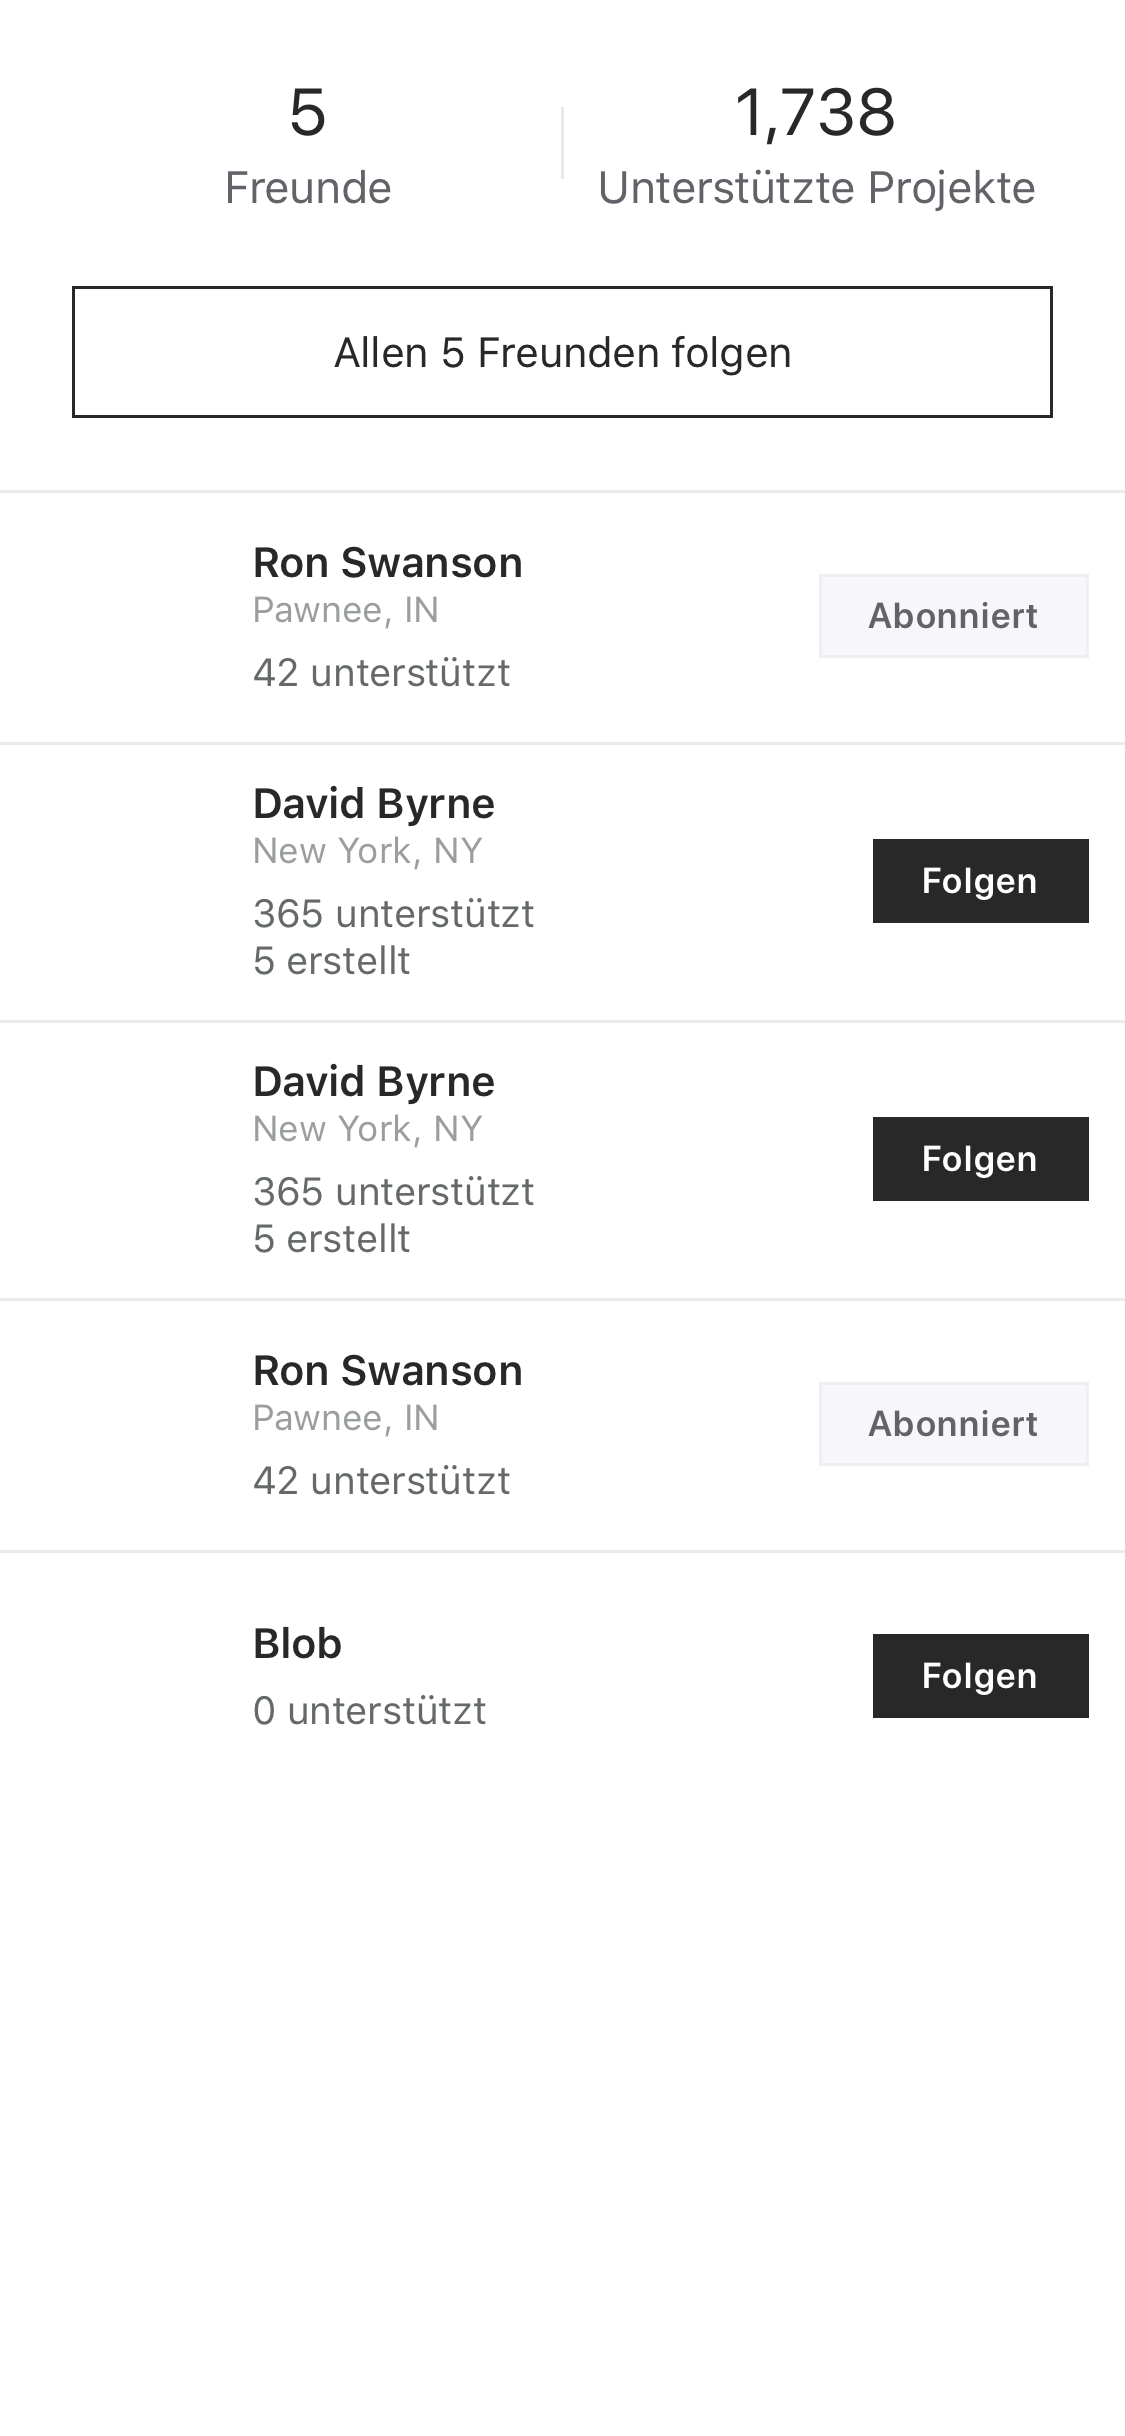 5
Freunde
1,738
Unterstützte Projekte
Allen 5 Freunden folgen
Ron Swanson
Pawnee, IN
42 unterstützt
Abonniert
David Byrne
New York, NY
365 unterstützt
5 erstellt
Folgen
David Byrne
New York, NY
365 unterstützt
5 erstellt
Folgen
Ron Swanson
Pawnee, IN
42 unterstützt
Abonniert
Blob
0 unterstützt
Folgen